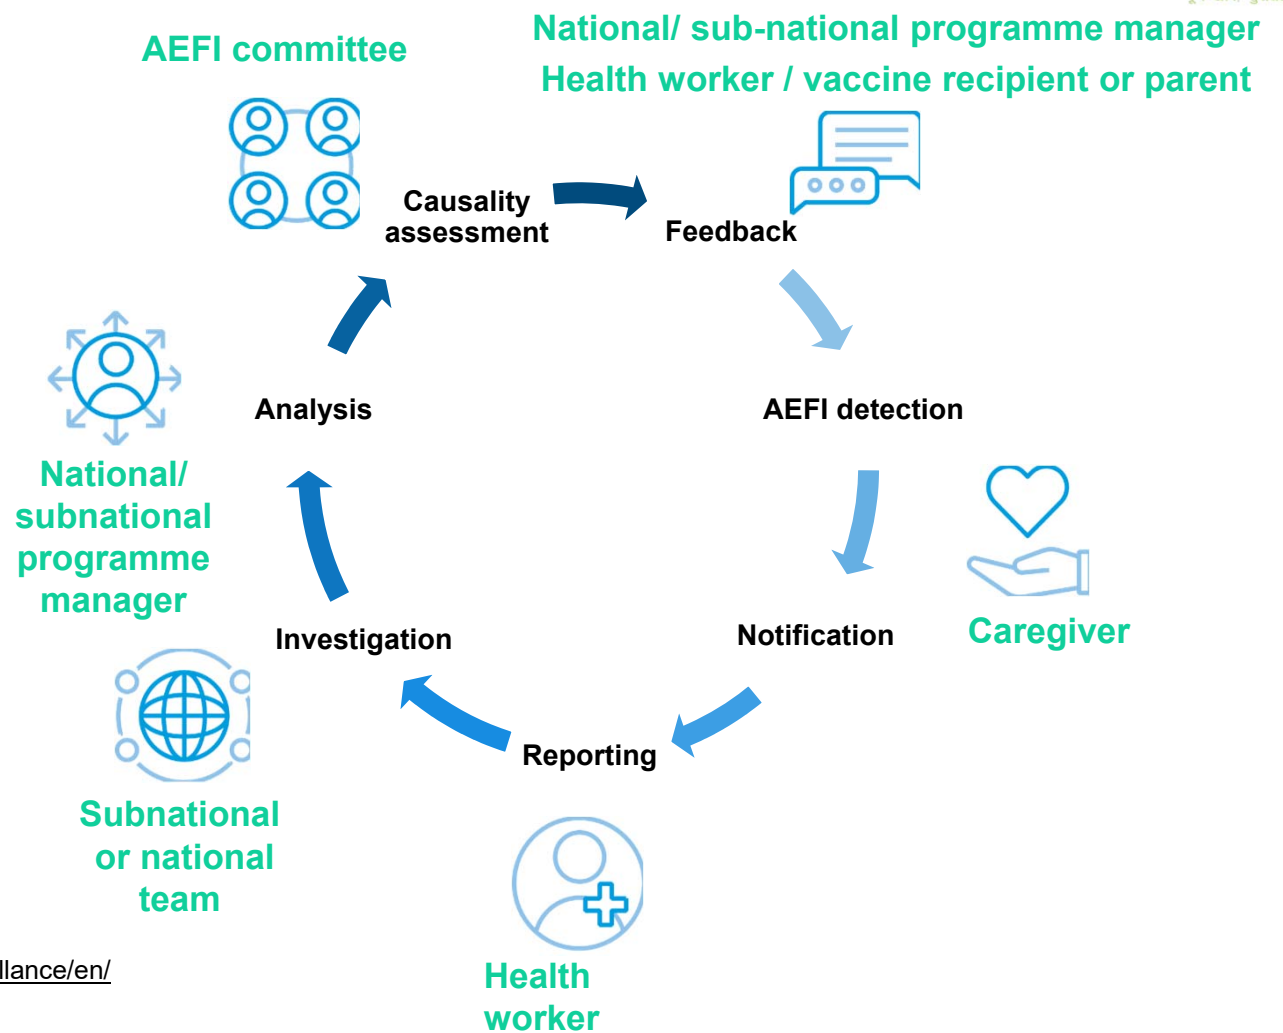 National/ sub-national programme manager
AEFI committee
Health worker / vaccine recipient or parent
Causality
assessment
Feedback
Analysis
AEFI detection
National/
subnational
programme
manager
Investigation
Notification
Caregiver
Reporting
Subnational
or national
team
llance/en/
Health
worker